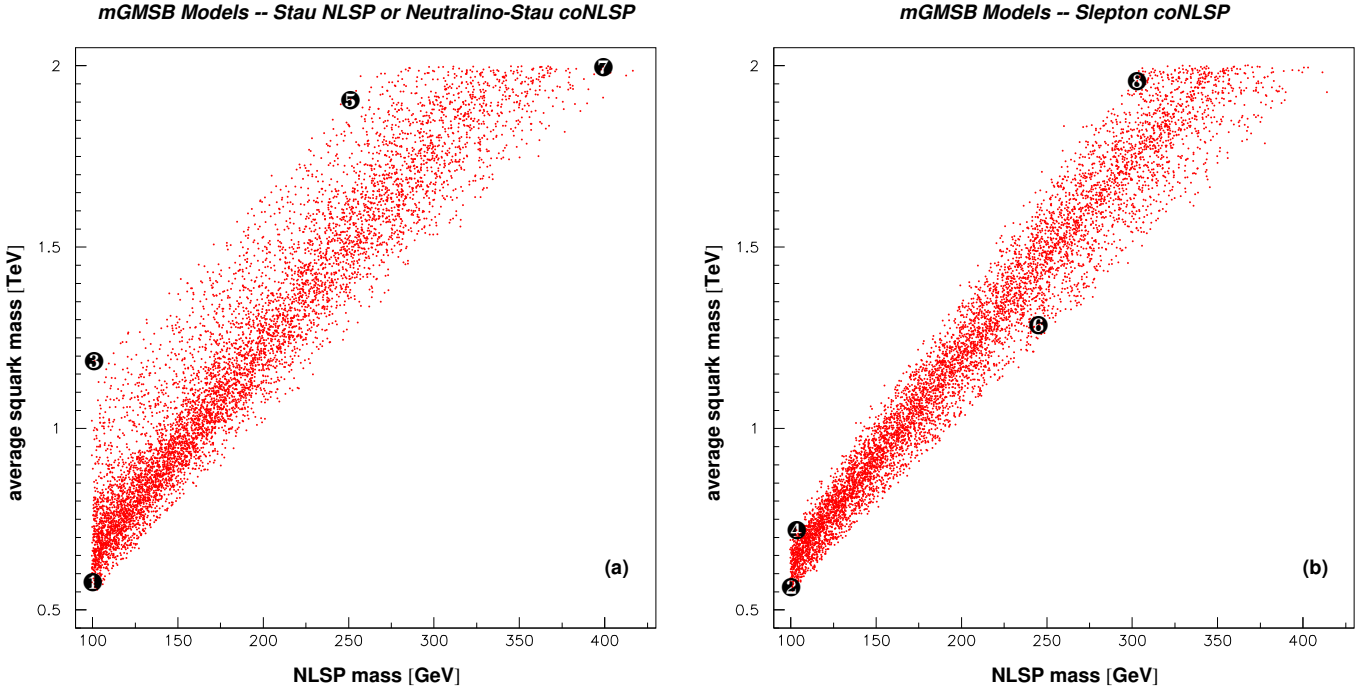 mGMSB Models -- Stau NLSP or Neutralino-Stau coNLSP
average squark mass [TeV]
2
1.5
1
0.5
7
5
3
1
(a)
100 150 200 250 300 350 400
NLSP mass [GeV]
mGMSB Models -- Slepton coNLSP
average squark mass [TeV]
2
1.5
1
0.5
8
6
4
2
(b)
100 150 200 250 300 350 400
NLSP mass [GeV]